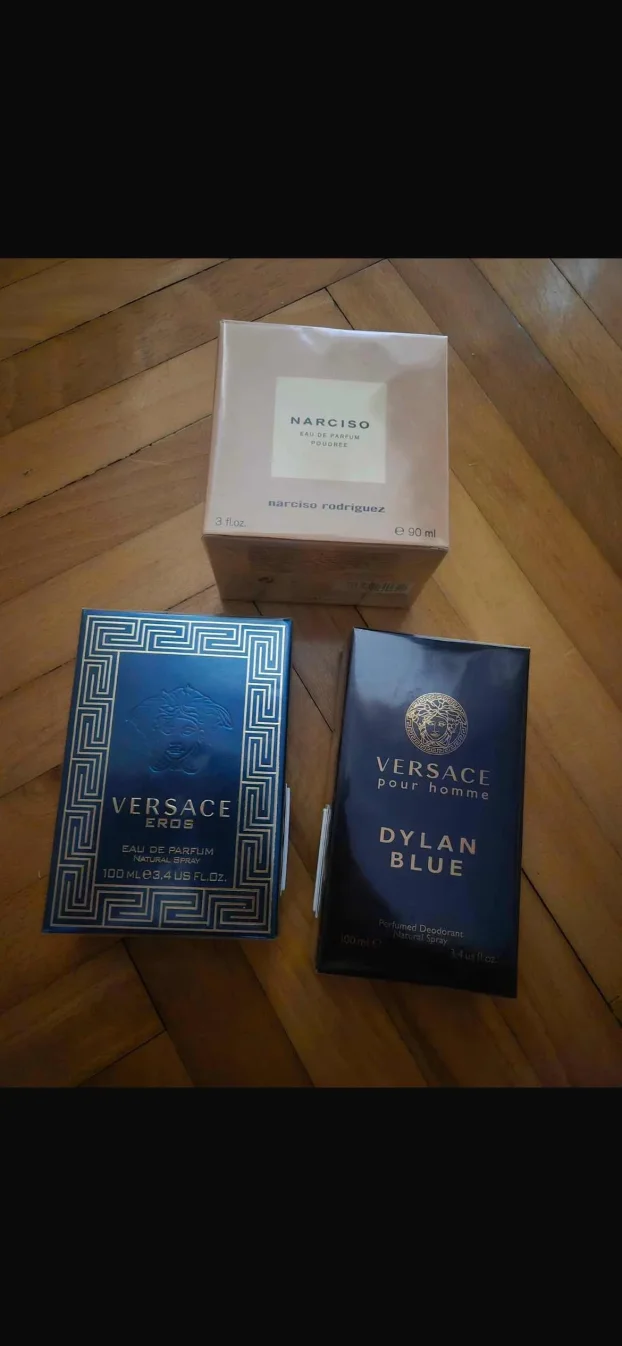 NARCISO
EAU DE PARFUM
POUDREE
narciso rodriguez
3 fl.oz.
e 90 ml
VERSACE
EROS
EAU DE PARFUM
NATURAL SPRAY
100 ML e 3,4 US FL.OZ.
VERSACE
pour homme
DYLAN
BLUE
Perfumed Deodorant
Natural Spray
100 ml e
3.4 us fl.oz.